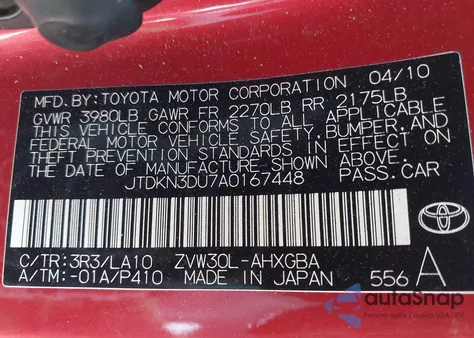 MFD.BY:TOYOTA MOTOR CORPORATION 04/10
GVWR 3980LB GAWR FR 2270LB RR 2175LB
THIS VEHICLE CONFORMS TO ALL APPLICABLE
FEDERAL MOTOR VEHICLE SAFETY, BUMPER, AND
THEFT PREVENTION STANDARDS IN EFFECT ON
THE DATE OF MANUFACTURE SHOWN ABOVE.
JTDKN3DU7A0167448 PASS.CAR
TOYOTA
C/TR:3R3/LA10 ZVW30L-AHXGBA
A/TM:-01A/P410 MADE IN JAPAN 556 A
autoSnap